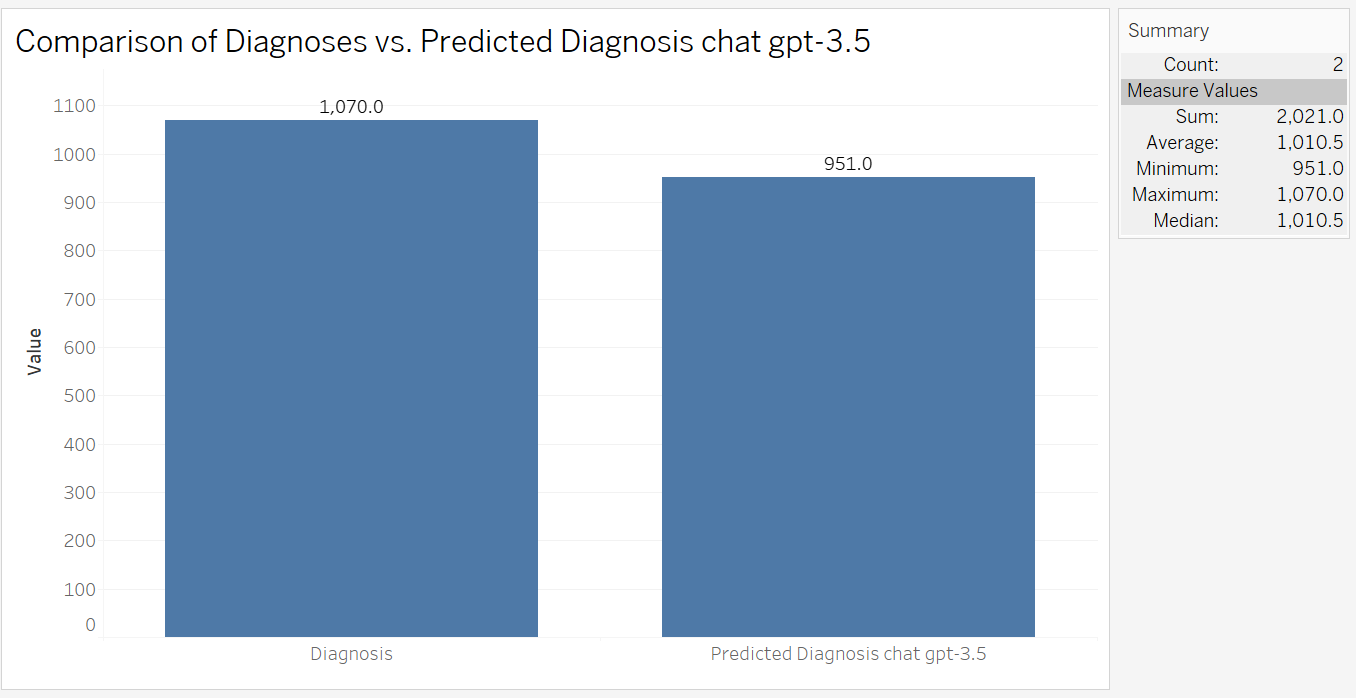 Comparison of Diagnoses vs. Predicted Diagnosis chat gpt-3.5
1100
1000
900
800
700
600
500
400
300
200
100
0
Value
1,070.0
951.0
Diagnosis
Predicted Diagnosis chat gpt-3.5
Summary
Count: 2
Measure Values
Sum: 2,021.0
Average: 1,010.5
Minimum: 951.0
Maximum: 1,070.0
Median: 1,010.5